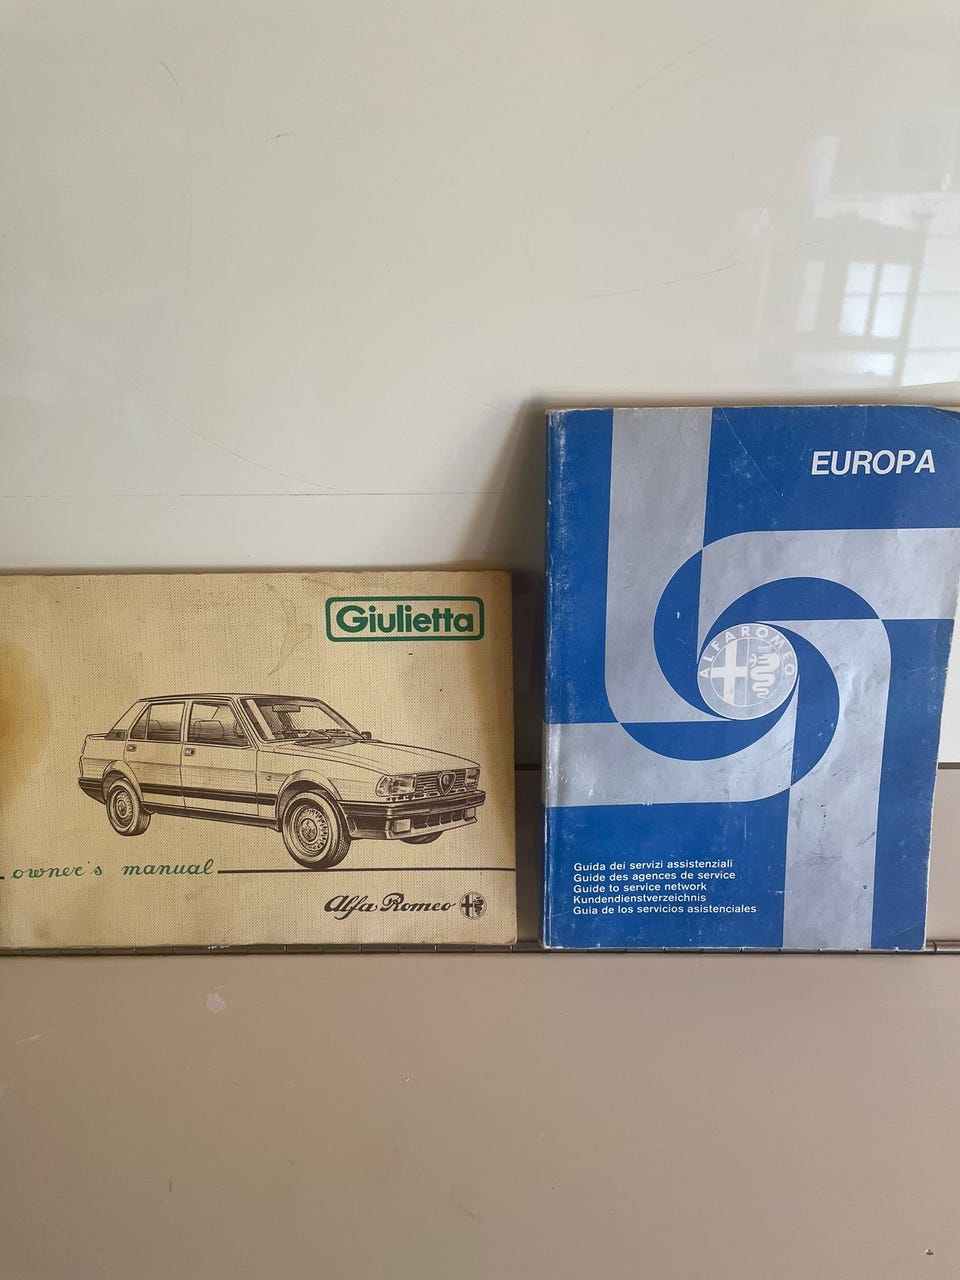 Giulietta
owner's manual
Alfa Romeo
EUROPA
ALFA ROMEO
Guida dei servizi assistenziali
Guide des agences de service
Guide to service network
Kundendienstverzeichnis
Guia de los servicios asistenciales